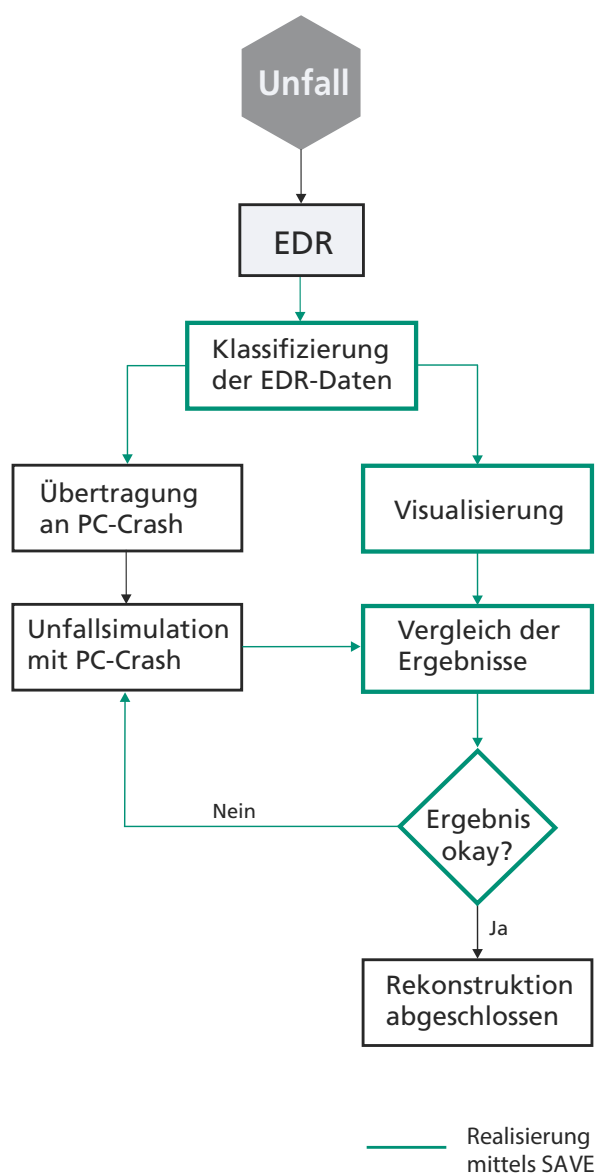 Unfall
EDR
Klassifizierung
der EDR-Daten
Übertragung
an PC-Crash
Visualisierung
Unfallsimulation
mit PC-Crash
Vergleich der
Ergebnisse
Nein
Ergebnis
okay?
Ja
Rekonstruktion
abgeschlossen
Realisierung
mittels SAVE